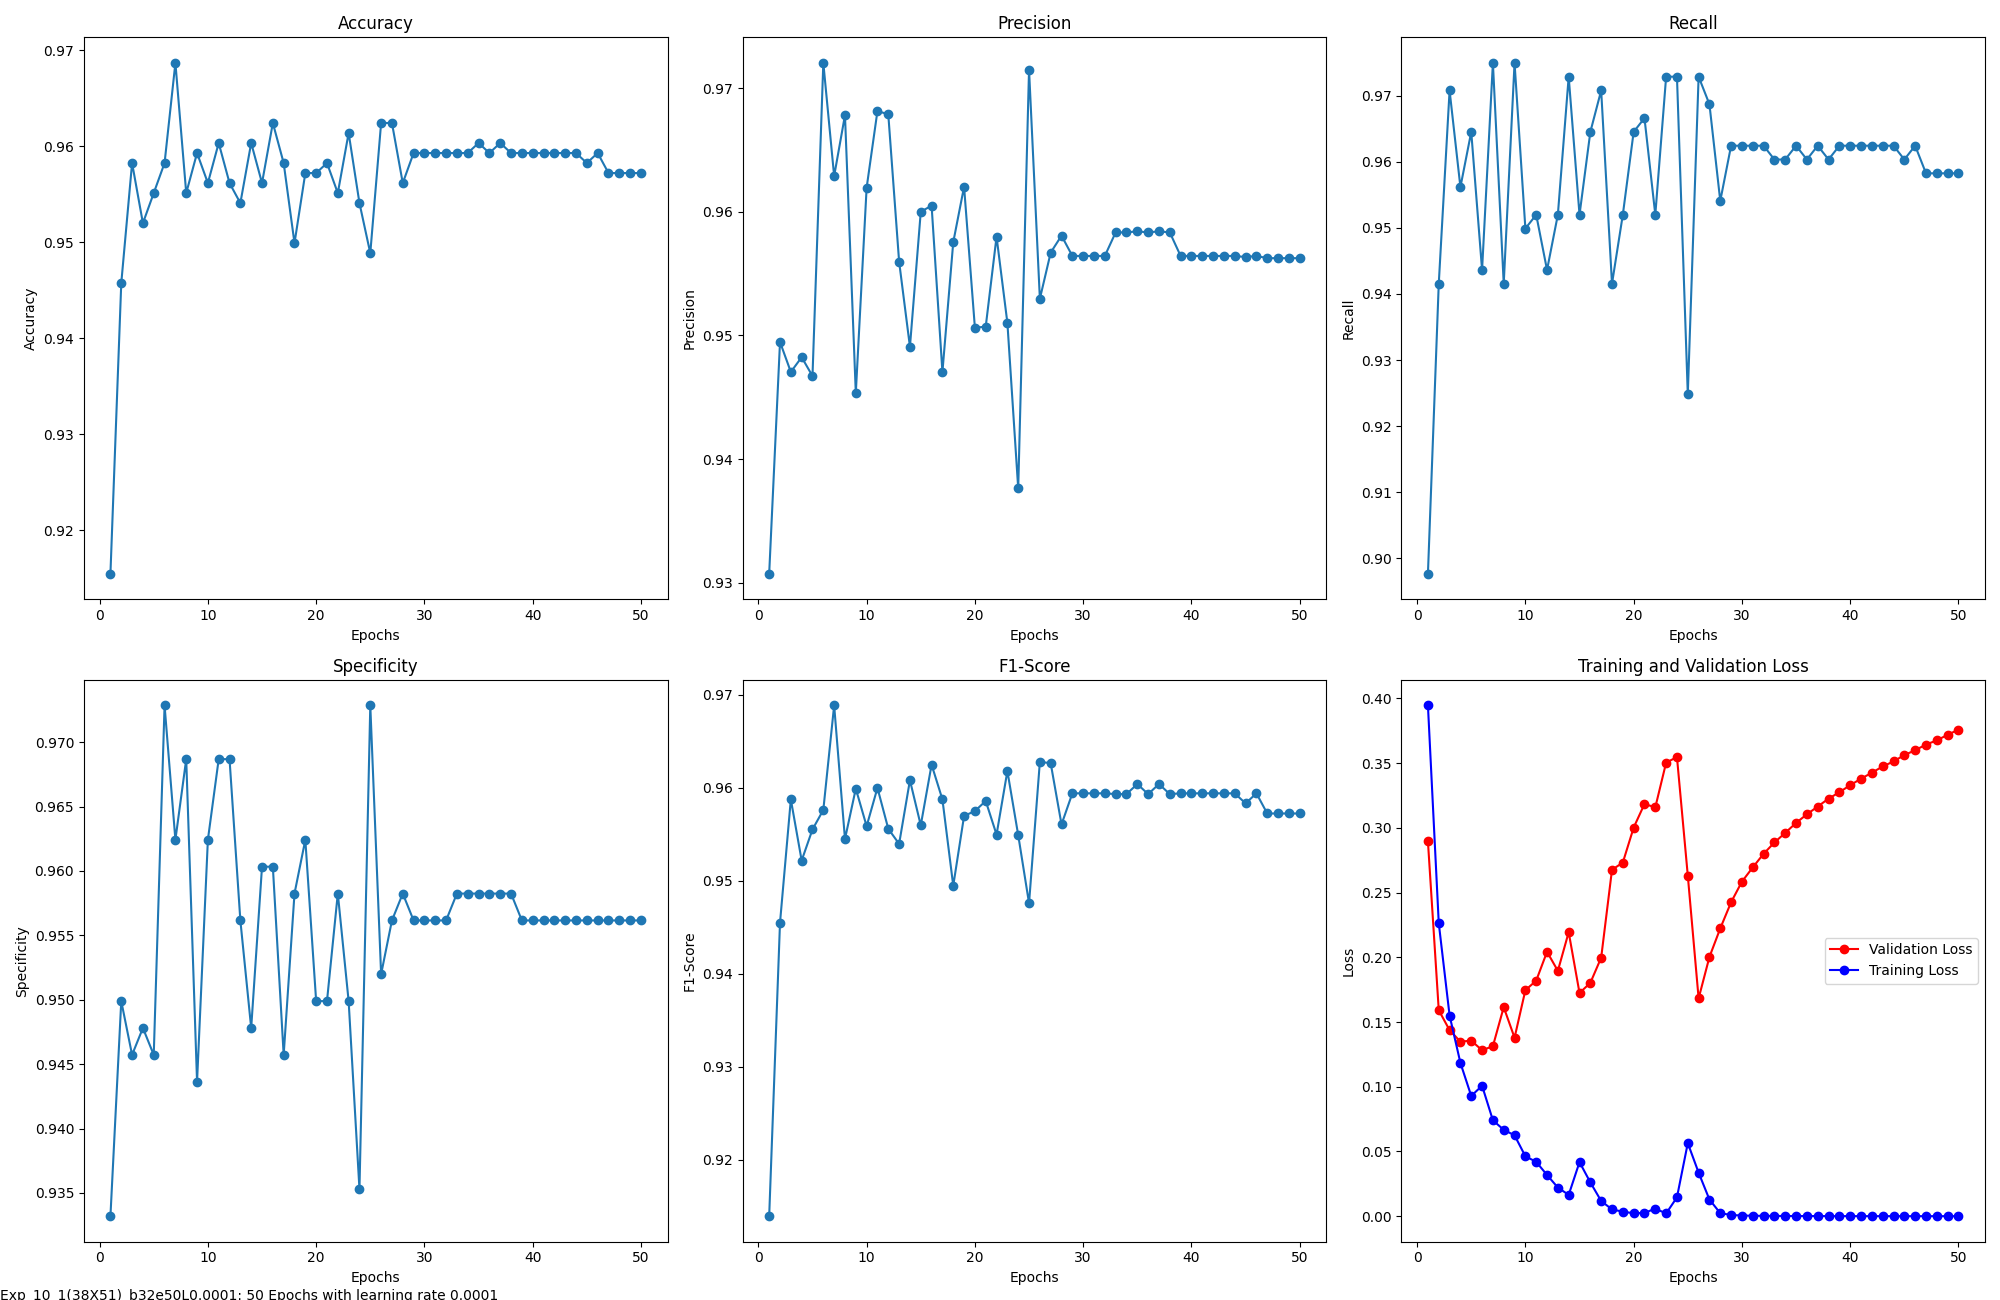 Accuracy
Precision
Recall
0.97
0.96
0.95
0.94
0.93
0.92
Accuracy
0 10 20 30 40 50
Epochs
0.97
0.96
0.95
0.94
0.93
Precision
0 10 20 30 40 50
Epochs
0.97
0.96
0.95
0.94
0.93
0.92
0.91
0.90
Recall
0 10 20 30 40 50
Epochs
Specificity
F1-Score
Training and Validation Loss
0.970
0.965
0.960
0.955
0.950
0.945
0.940
0.935
Specificity
0 10 20 30 40 50
Epochs
0.97
0.96
0.95
0.94
0.93
0.92
F1-Score
0 10 20 30 40 50
Epochs
0.40
0.35
0.30
0.25
0.20
0.15
0.10
0.05
0.00
Loss
Validation Loss
Training Loss
0 10 20 30 40 50
Epochs
Exp_10_1(38X51)_b32e50L0.0001: 50 Epochs with learning rate 0.0001